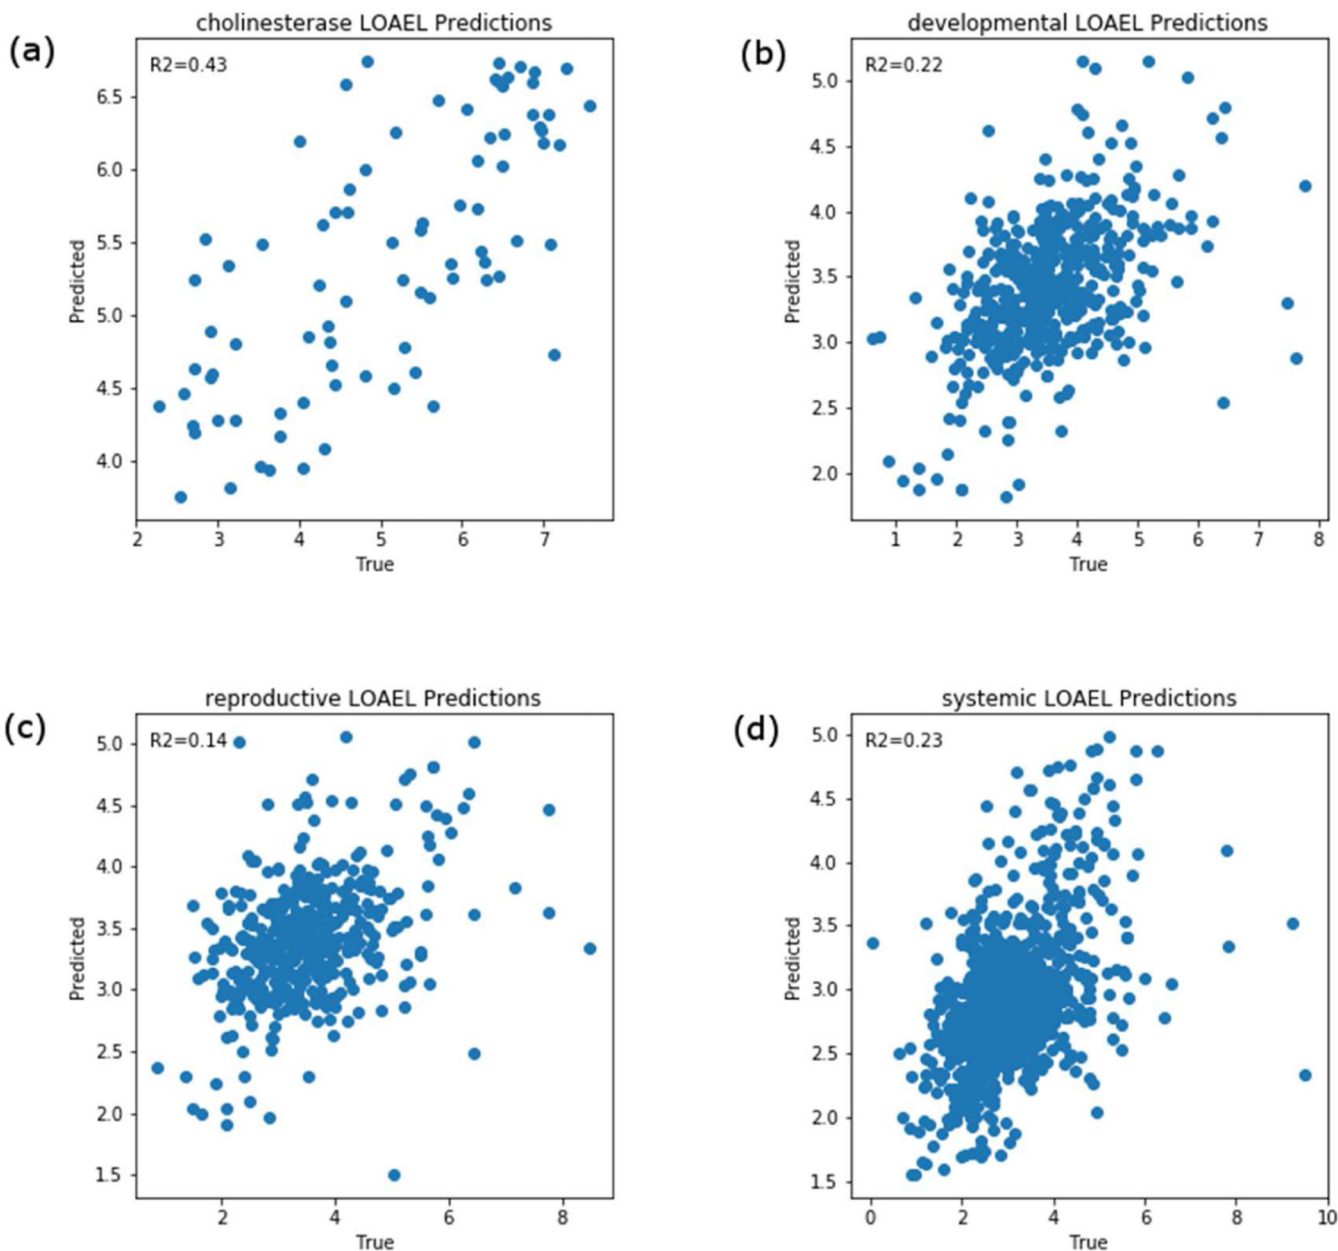 (a)
cholinesterase LOAEL Predictions
R2=0.43
6.5
6.0
5.5
5.0
4.5
4.0
Predicted
2 3 4 5 6 7
True
(b)
developmental LOAEL Predictions
R2=0.22
5.0
4.5
4.0
3.5
3.0
2.5
2.0
Predicted
1 2 3 4 5 6 7 8
True
(c)
reproductive LOAEL Predictions
R2=0.14
5.0
4.5
4.0
3.5
3.0
2.5
2.0
1.5
Predicted
2 4 6 8
True
(d)
systemic LOAEL Predictions
R2=0.23
5.0
4.5
4.0
3.5
3.0
2.5
2.0
1.5
Predicted
0 2 4 6 8 10
True